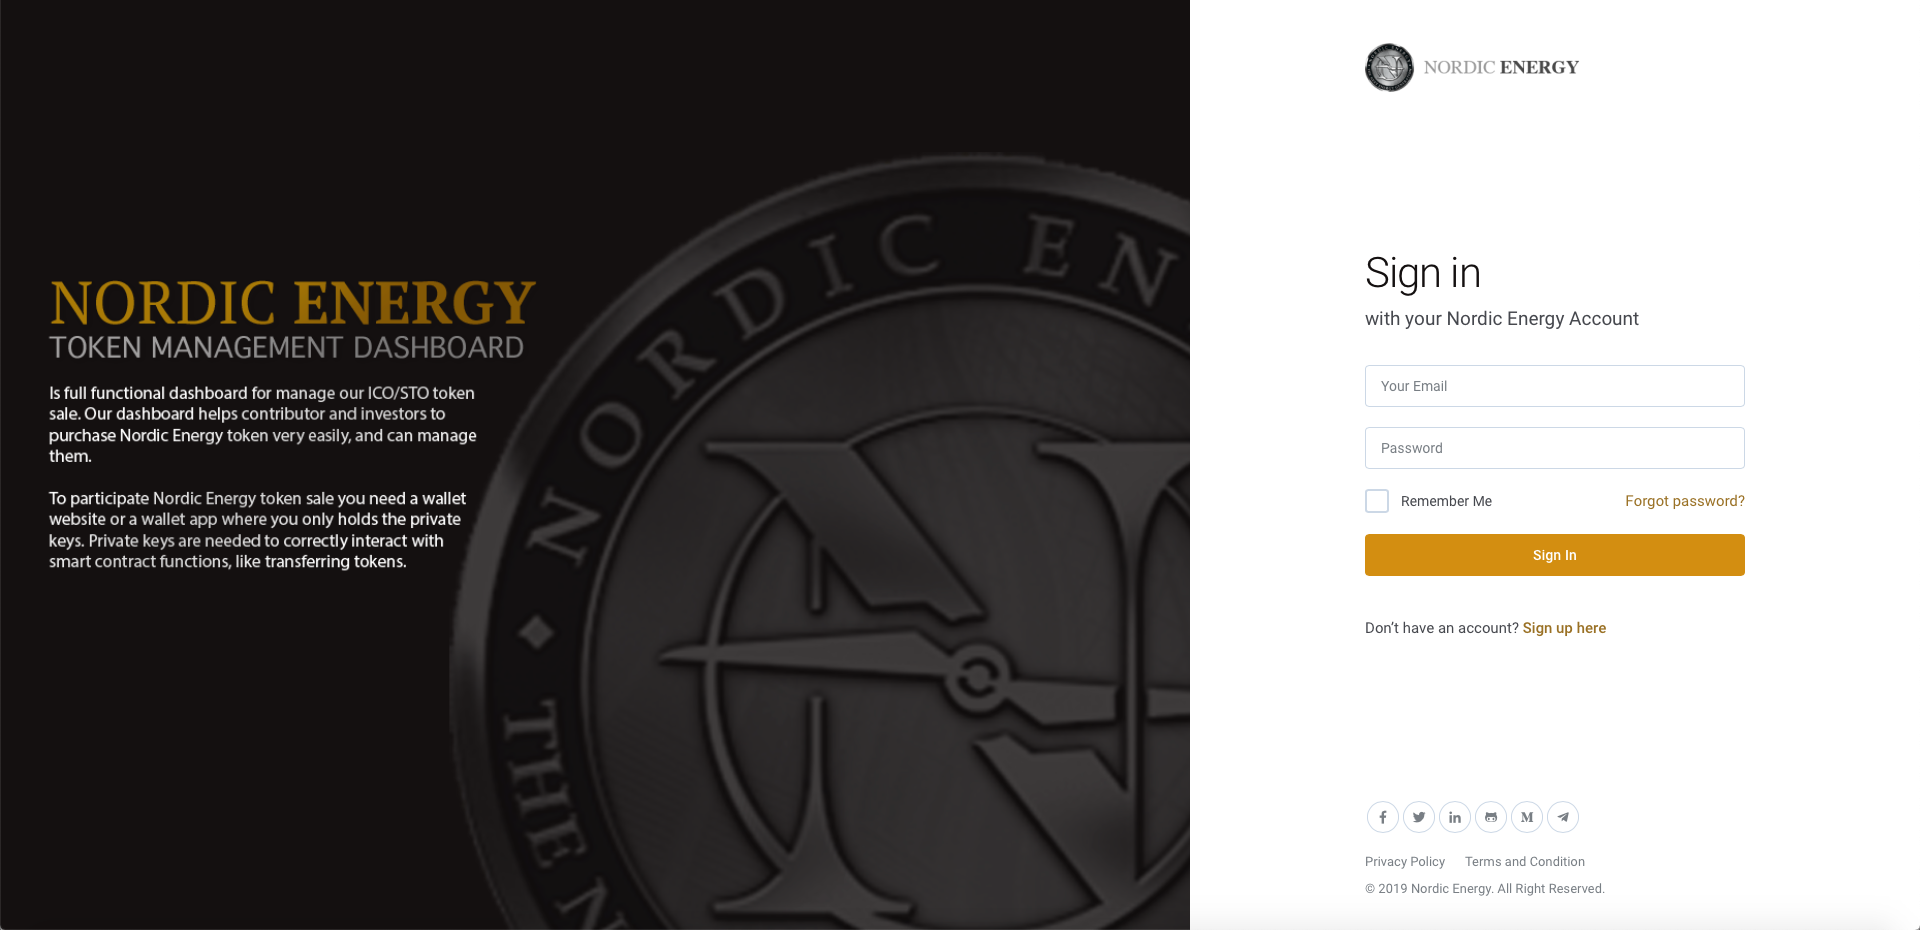 NORDIC ENERGY
TOKEN MANAGEMENT DASHBOARD
Is full functional dashboard for manage our ICO/STO token
sale. Our dashboard helps contributor and investors to
purchase Nordic Energy token very easily, and can manage
them.
To participate Nordic Energy token sale you need a wallet
website or a wallet app where you only holds the private
keys. Private keys are needed to correctly interact with
smart contract functions, like transferring tokens.
NORDIC EN
THE N
NORDIC ENERGY
Sign in
with your Nordic Energy Account
Your Email
Password
Remember Me
Forgot password?
Sign In
Don't have an account? Sign up here
Privacy Policy
Terms and Condition
© 2019 Nordic Energy. All Right Reserved.